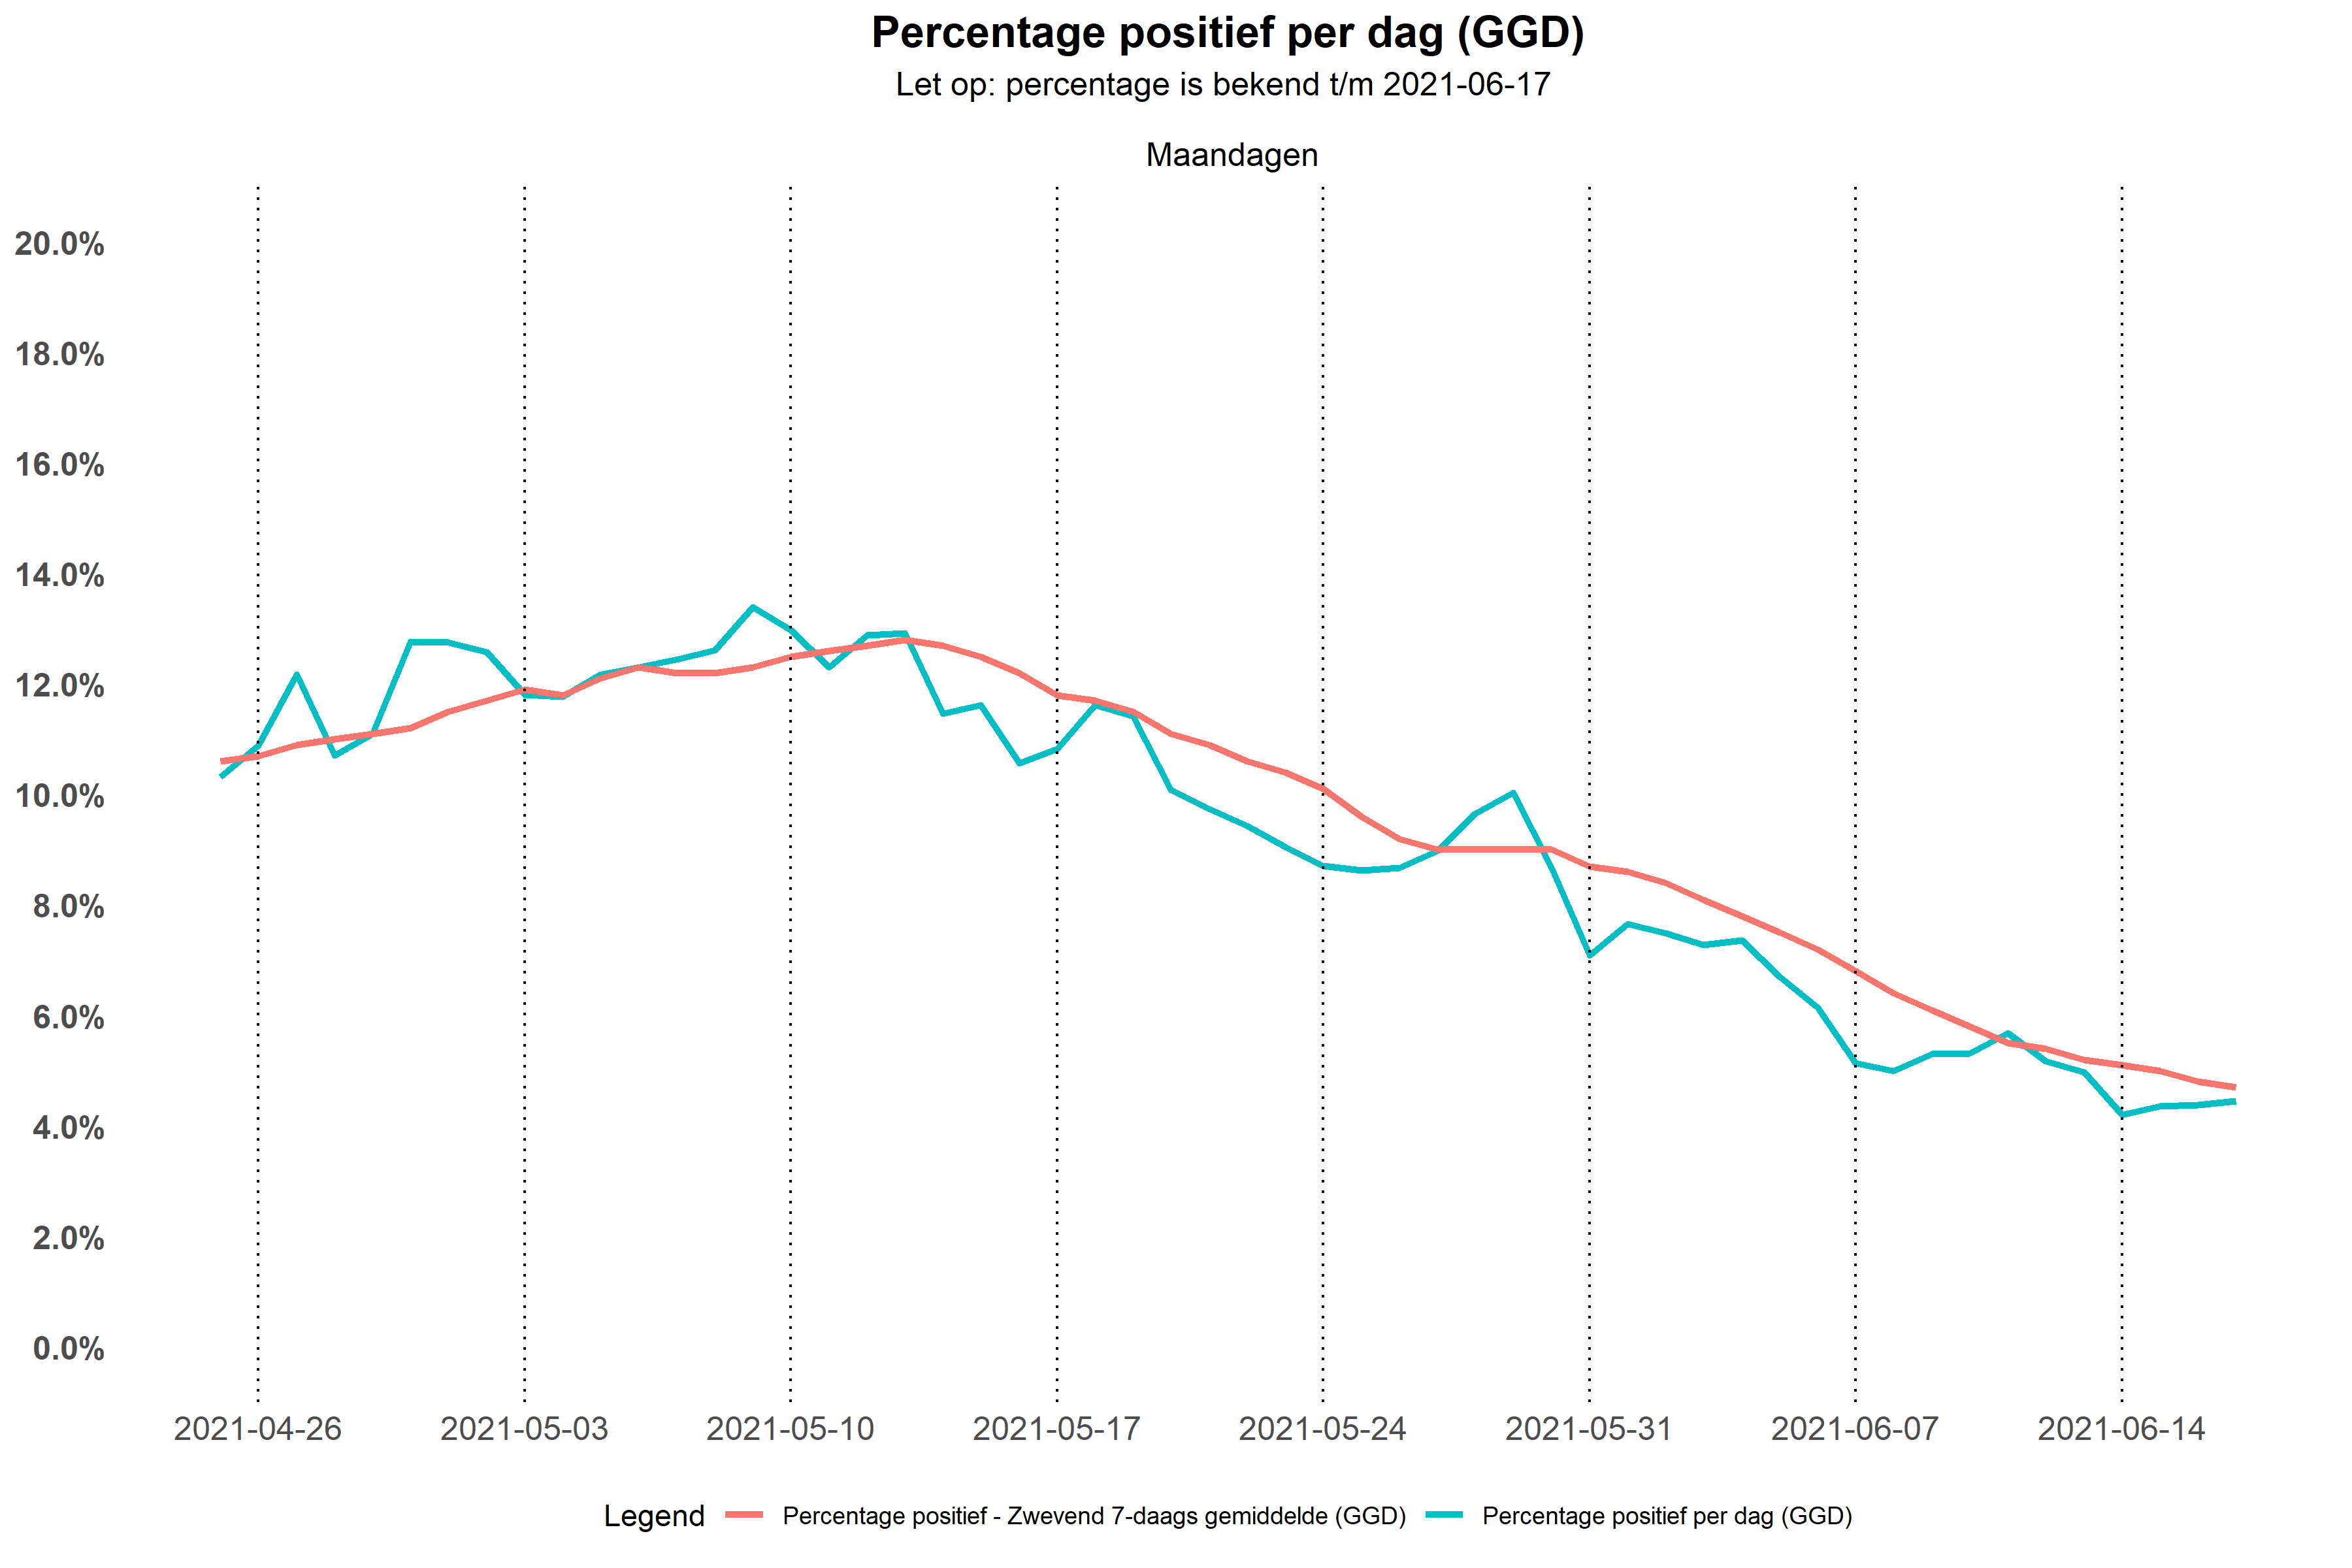 Percentage positief per dag (GGD)
Let op: percentage is bekend t/m 2021-06-17
Maandagen
20.0%
18.0%
16.0%
14.0%
12.0%
10.0%
8.0%
6.0%
4.0%
2.0%
0.0%
2021-04-26 2021-05-03 2021-05-10 2021-05-17 2021-05-24 2021-05-31 2021-06-07 2021-06-14
Legend Percentage positief - Zwevend 7-daags gemiddelde (GGD) Percentage positief per dag (GGD)